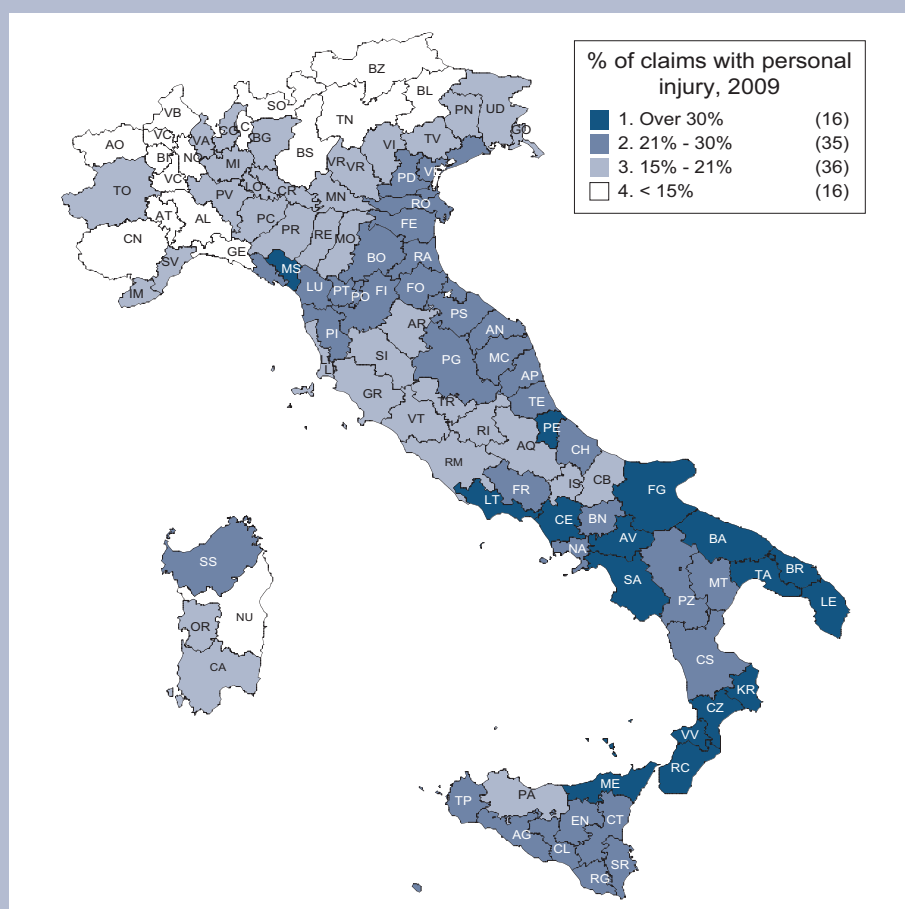 % of claims with personal
injury, 2009
1. Over 30% (16)
2. 21% - 30% (35)
3. 15% - 21% (36)
4. < 15% (16)
BZ
BL
SO
TN
PN
UD
VB
GO
VC
VA
CO
BG
TV
AO
BI
NO
MI
BS
VI
VR
VR
VC
PD
TO
PV
LO
CR
MN
RO
AT
AL
PC
PR
RE
MO
FE
CN
GE
BO
RA
SV
MS
LU
PT
PO
FI
FO
IM
PS
PI
AR
AN
SI
PG
MC
AP
GR
TR
TE
VT
RI
PE
AQ
CH
RM
IS
CB
FG
LT
FR
CE
BN
BA
NA
AV
SA
MT
TA
BR
PZ
LE
SS
NU
OR
CA
CS
KR
CZ
VV
RC
ME
TP
PA
EN
CT
AG
CL
SR
RG